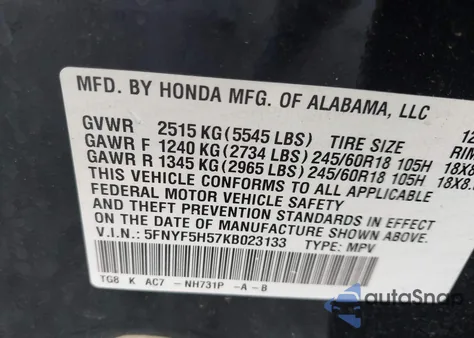 MFD. BY HONDA MFG. OF ALABAMA, LLC
GVWR 2515 KG (5545 LBS) TIRE SIZE RIM
GAWR F 1240 KG (2734 LBS) 245/60R18 105H 18X8.
GAWR R 1345 KG (2965 LBS) 245/60R18 105H 18X8.
THIS VEHICLE CONFORMS TO ALL APPLICABLE
FEDERAL MOTOR VEHICLE SAFETY
AND THEFT PREVENTION STANDARDS IN EFFECT
ON THE DATE OF MANUFACTURE SHOWN ABOVE.
V.I.N.: 5FNYF5H57KB023133 TYPE: MPV
TG8 K AC7 -NH731P -A-B
AutoSnap